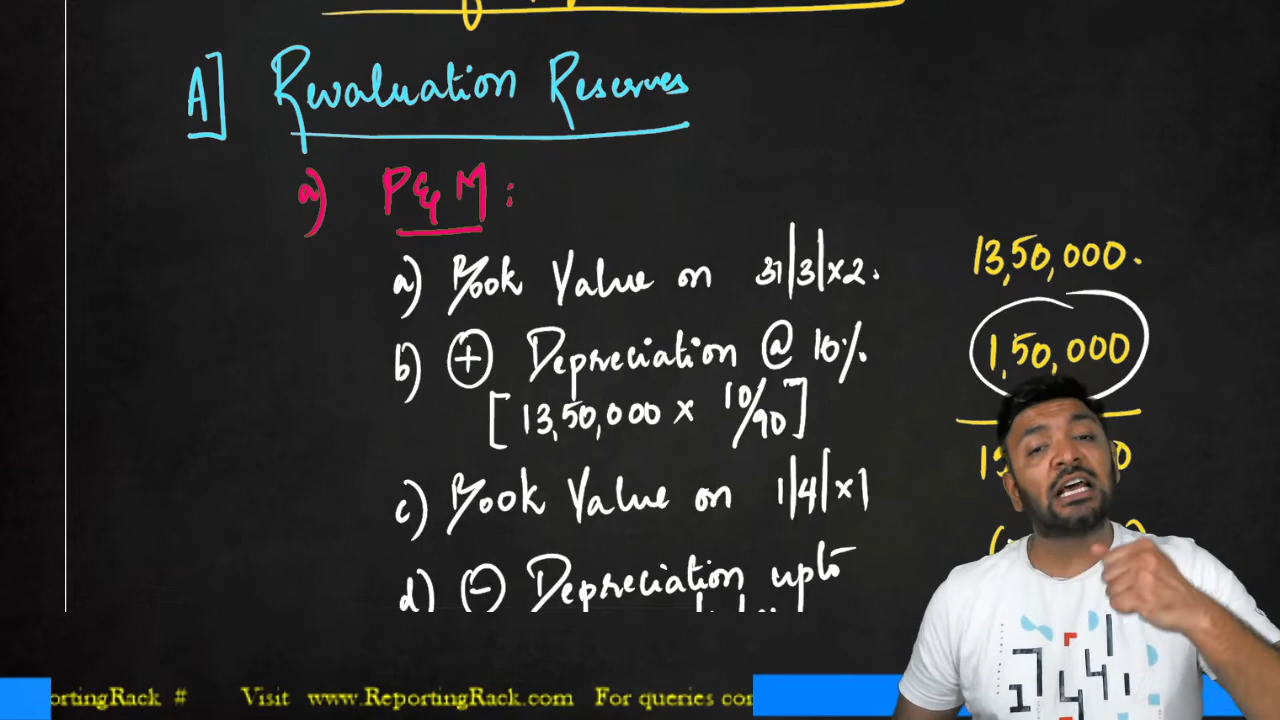 A] Revaluation Reserves
a) P&M:
a) Book Value on 31/3/x2. 13,50,000.
b) (+) Depreciation @ 10% 1,50,000
[13,50,000 x 10/90]
c) Book Value on 1/4/x1
d) (-) Depreciation upto
ortingRack # Visit www.ReportingRack.com For queries